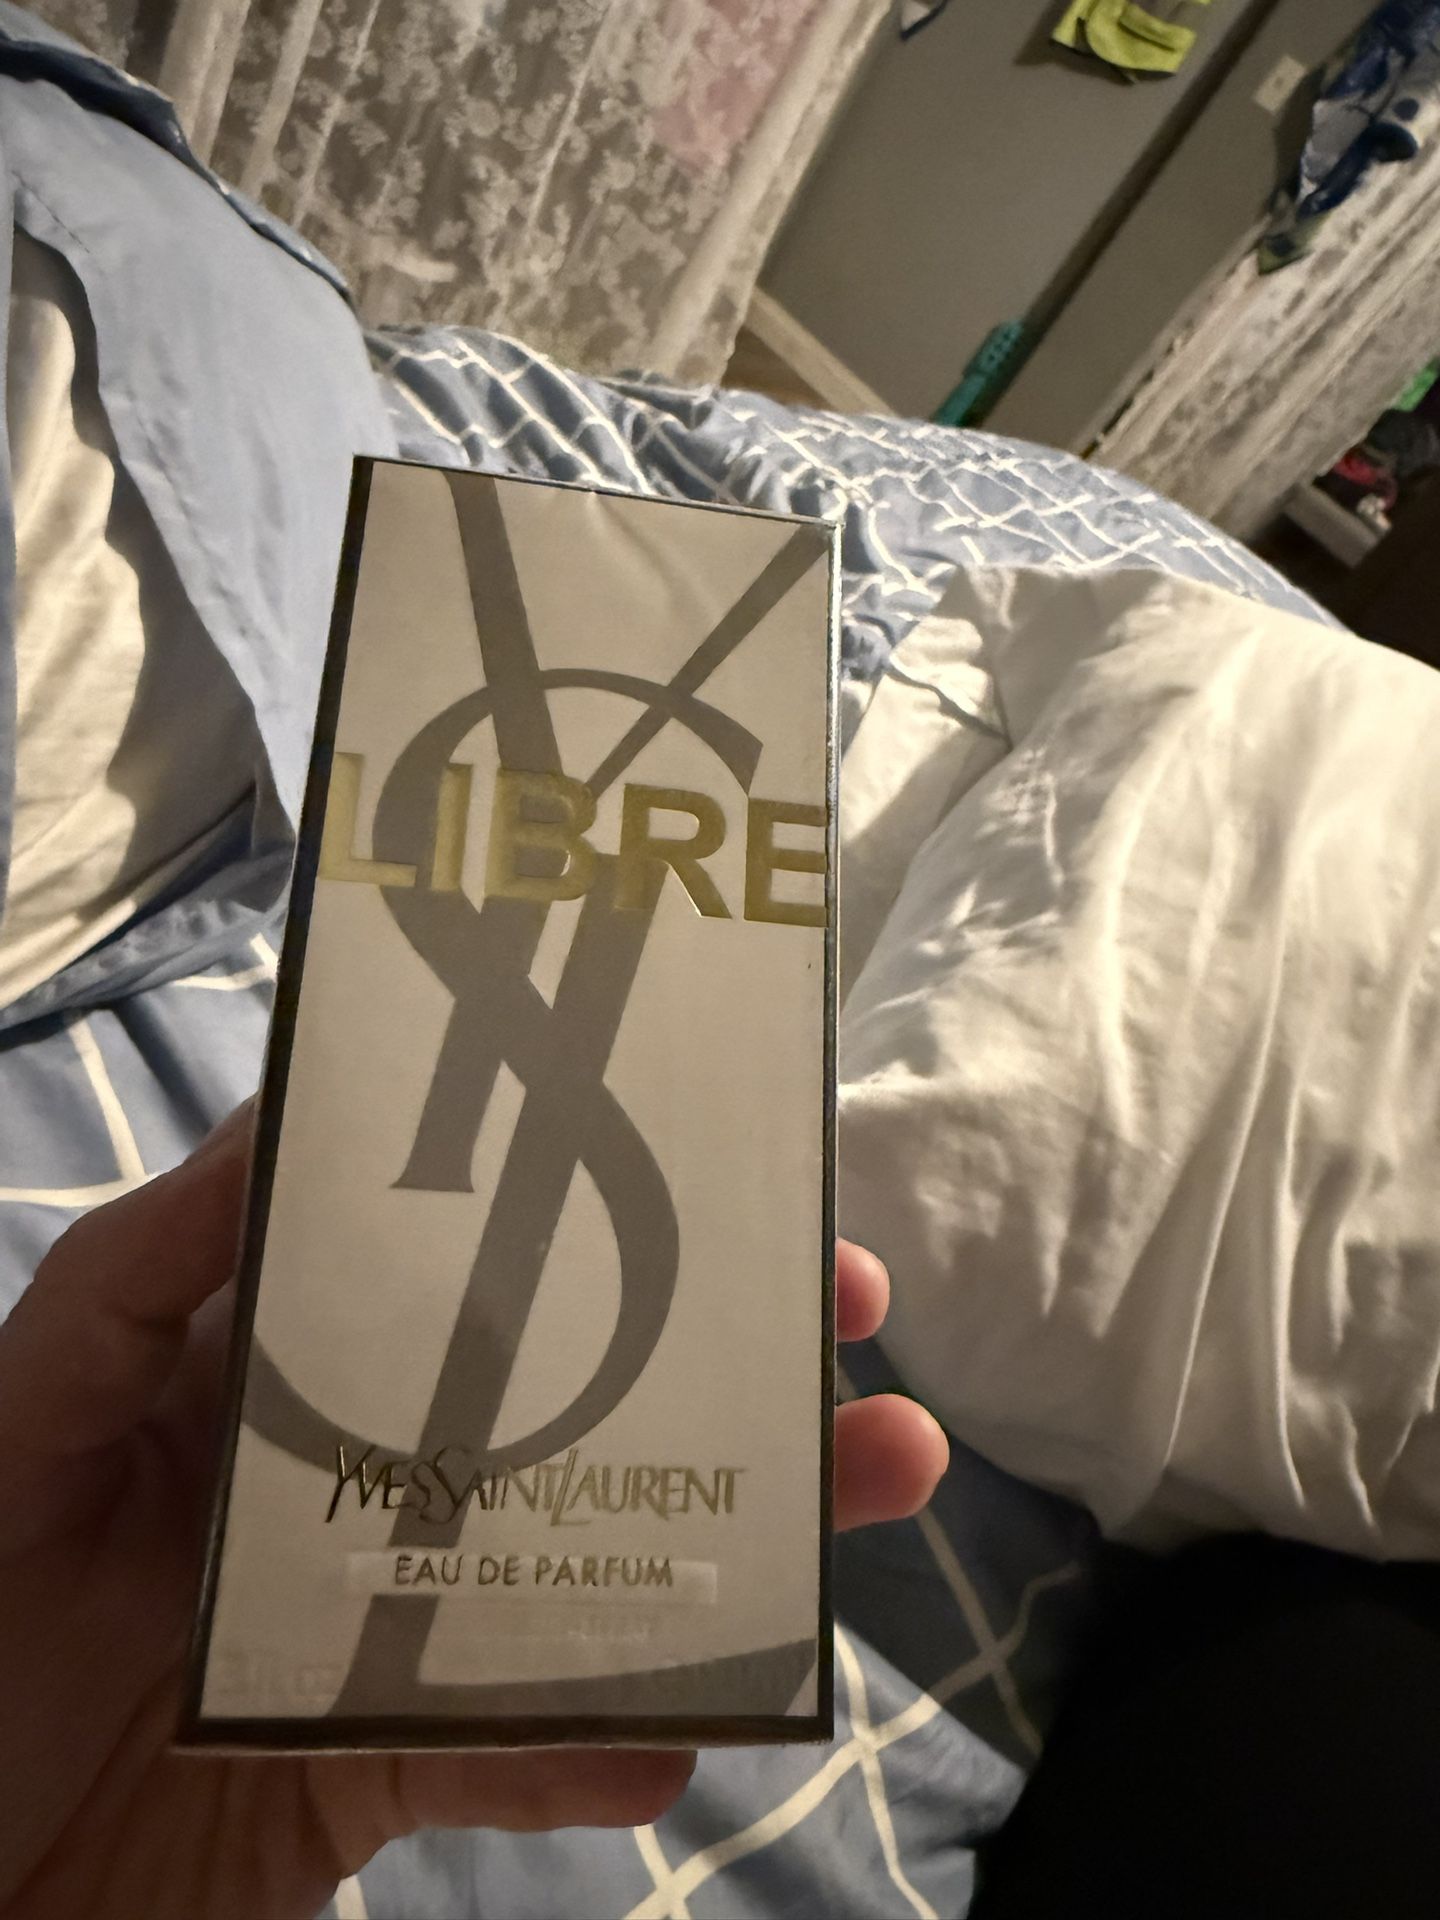 LIBRE
YVES SAINT LAURENT
EAU DE PARFUM